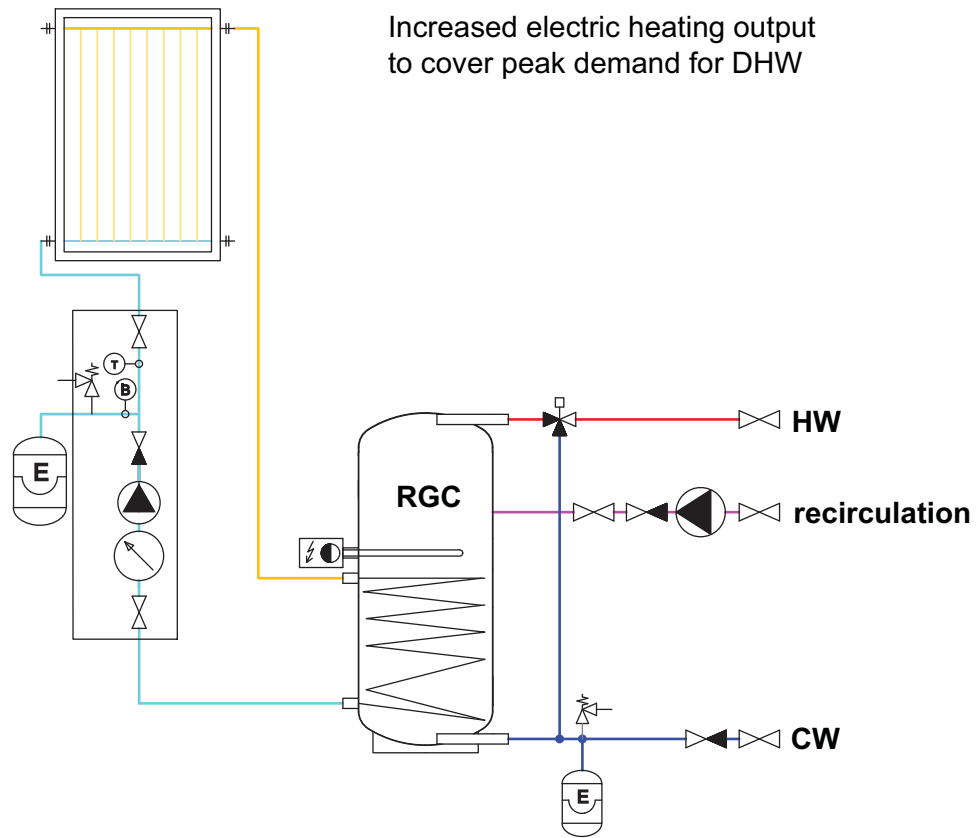 Increased electric heating output
to cover peak demand for DHW
T
B
E
HW
RGC
recirculation
CW
E